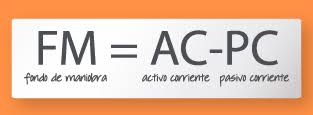 FM = AC-PC
fondo de maniobra activo corriente pasivo corriente